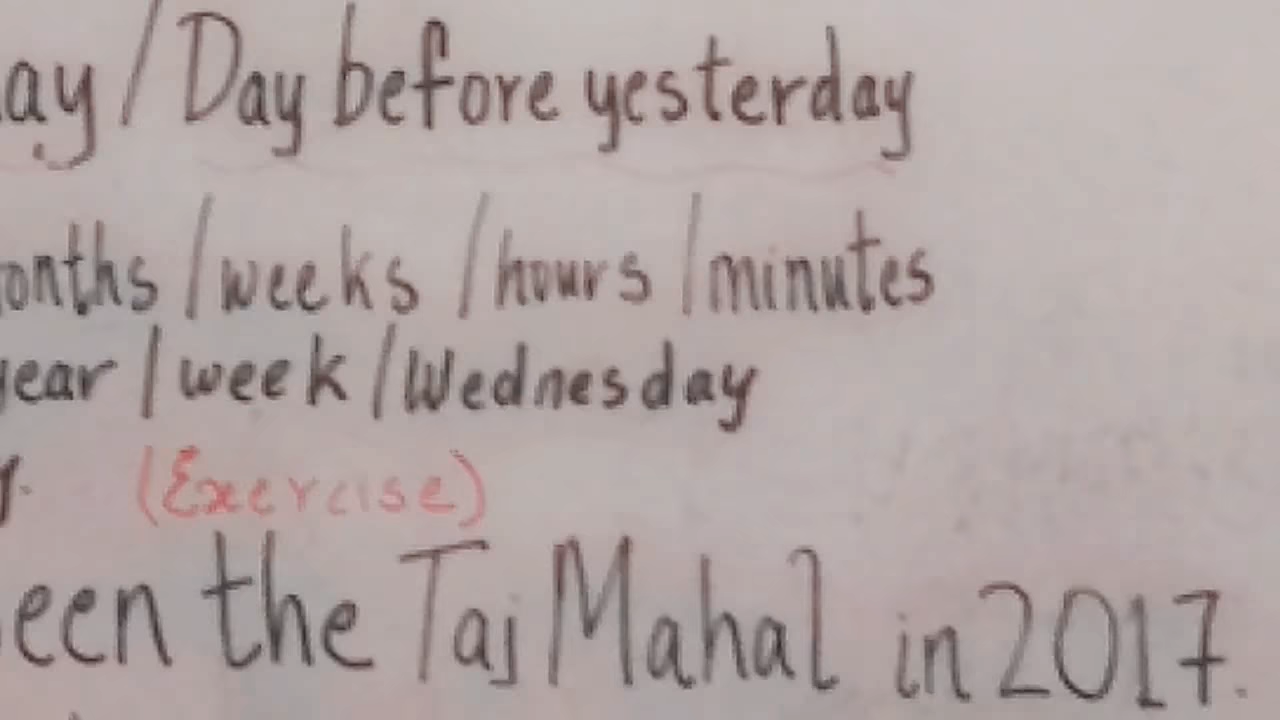 ay / Day before yesterday
onths / weeks / hours / minutes
year / week / Wednesday
(Exercise)
een the Taj Mahal in 2017.